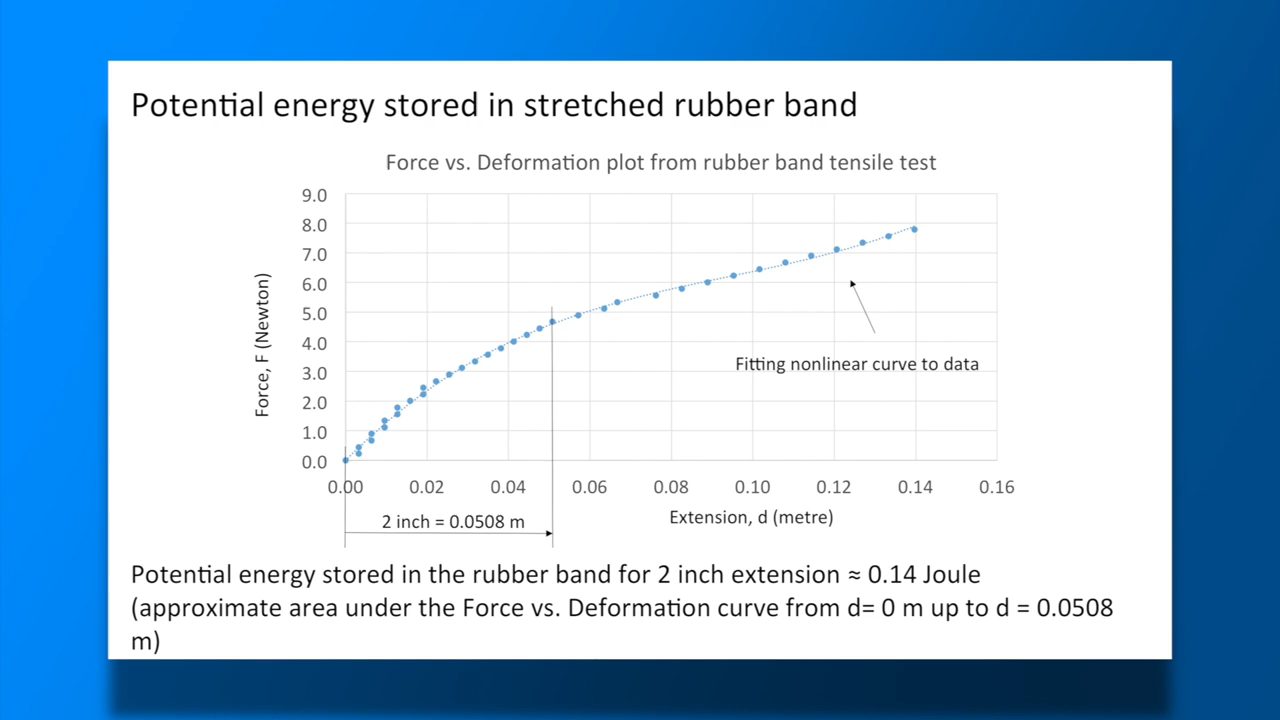 Potential energy stored in stretched rubber band
Force vs. Deformation plot from rubber band tensile test
Force, F (Newton)
9.0
8.0
7.0
6.0
5.0
4.0
3.0
2.0
1.0
0.0
Fitting nonlinear curve to data
0.00 0.02 0.04 0.06 0.08 0.10 0.12 0.14 0.16
2 inch = 0.0508 m
Extension, d (metre)
Potential energy stored in the rubber band for 2 inch extension ≈ 0.14 Joule
(approximate area under the Force vs. Deformation curve from d= 0 m up to d = 0.0508
m)